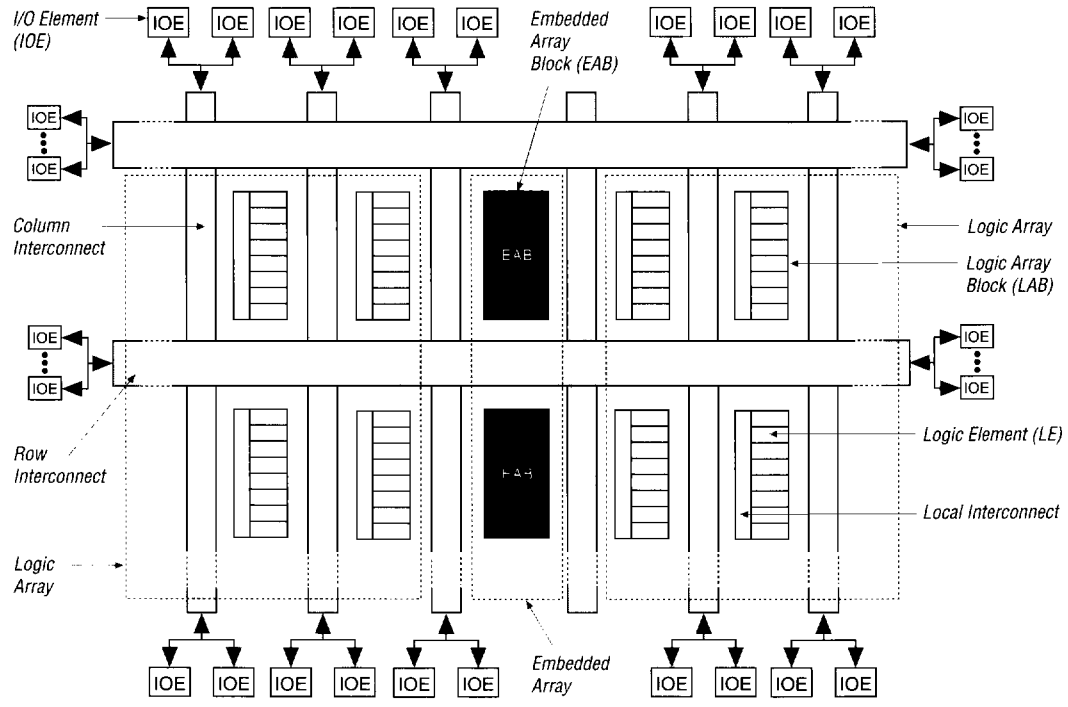 I/O Element
(IOE)
IOE IOE IOE IOE IOE IOE
Embedded
Array
Block (EAB)
IOE IOE IOE IOE
IOE
IOE
IOE
IOE
Column
Interconnect
EAB
Logic Array
Logic Array
Block (LAB)
IOE
IOE
IOE
IOE
Row
Interconnect
EAB
Logic Element (LE)
Local Interconnect
Logic
Array
Embedded
Array
IOE IOE IOE IOE IOE IOE IOE IOE IOE IOE